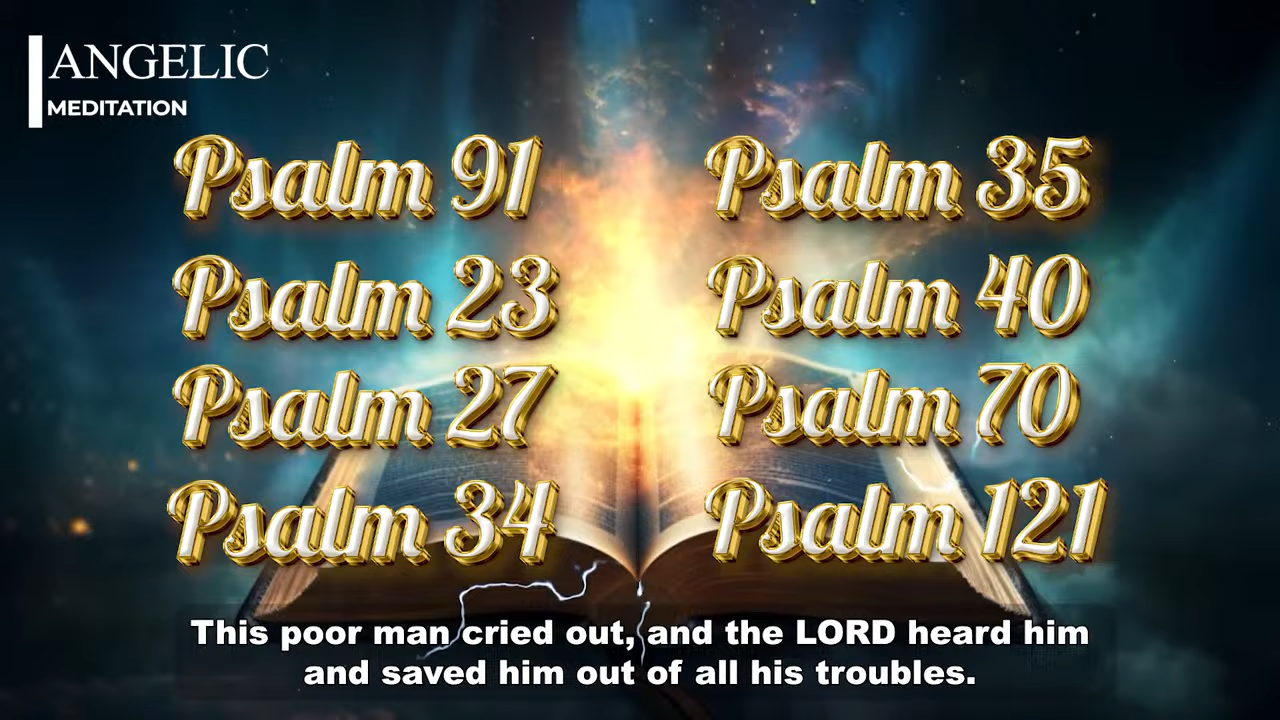 ANGELIC
MEDITATION
Psalm 91
Psalm 23
Psalm 27
Psalm 34
Psalm 35
Psalm 40
Psalm 70
Psalm 121
This poor man cried out, and the LORD heard him
and saved him out of all his troubles.